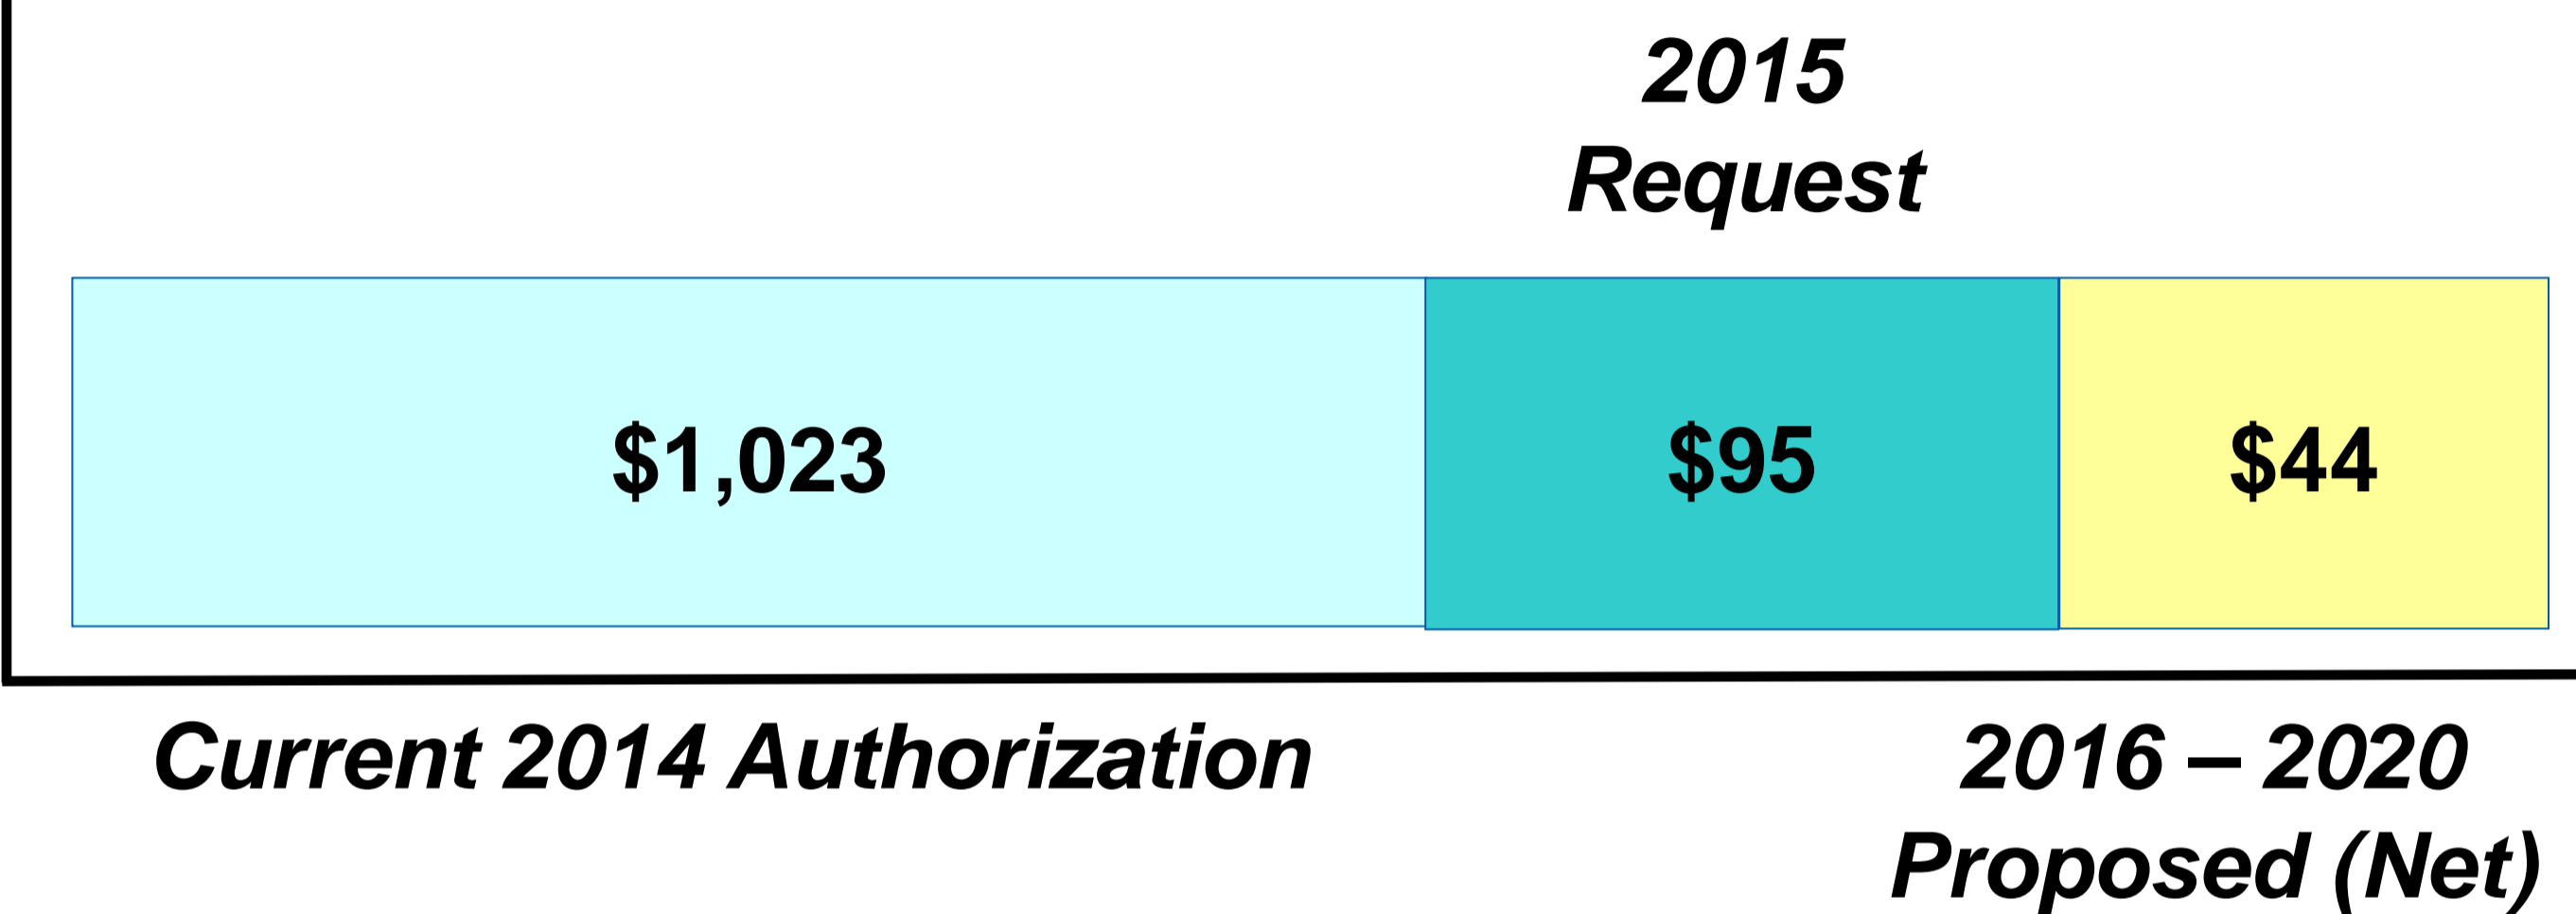 2015
Request
$1,023
$95
$44
Current 2014 Authorization
2016 – 2020
Proposed (Net)